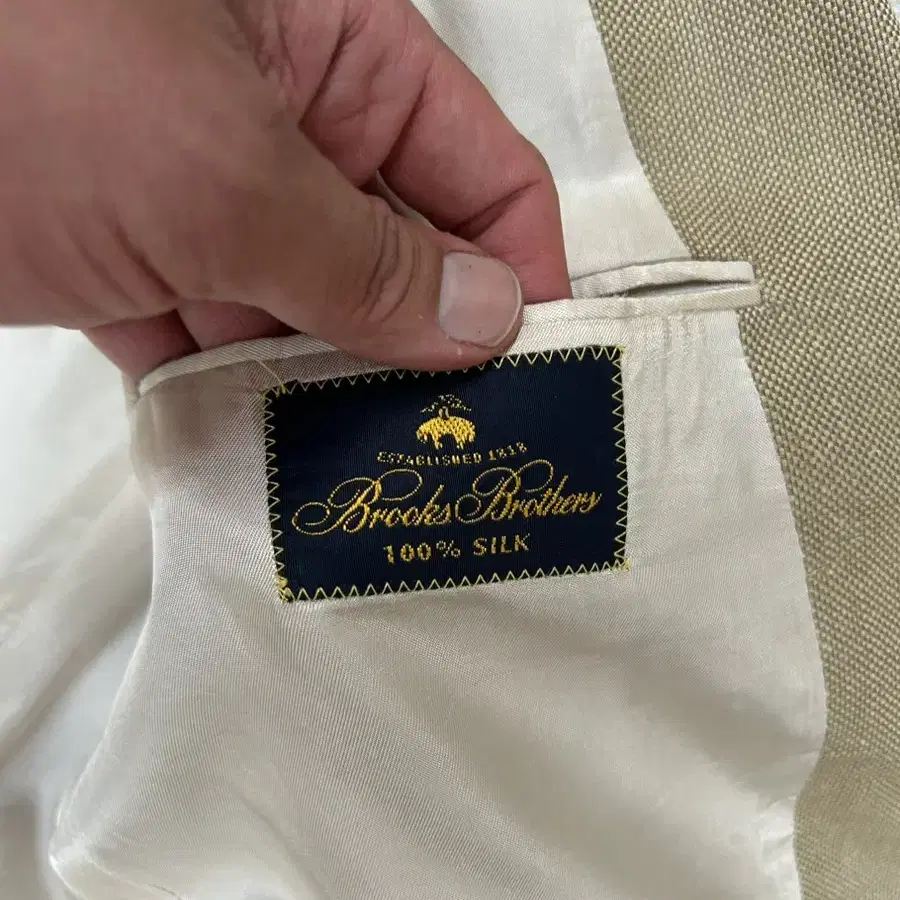 ESTABLISHED 1818
Brooks Brothers
100% SILK